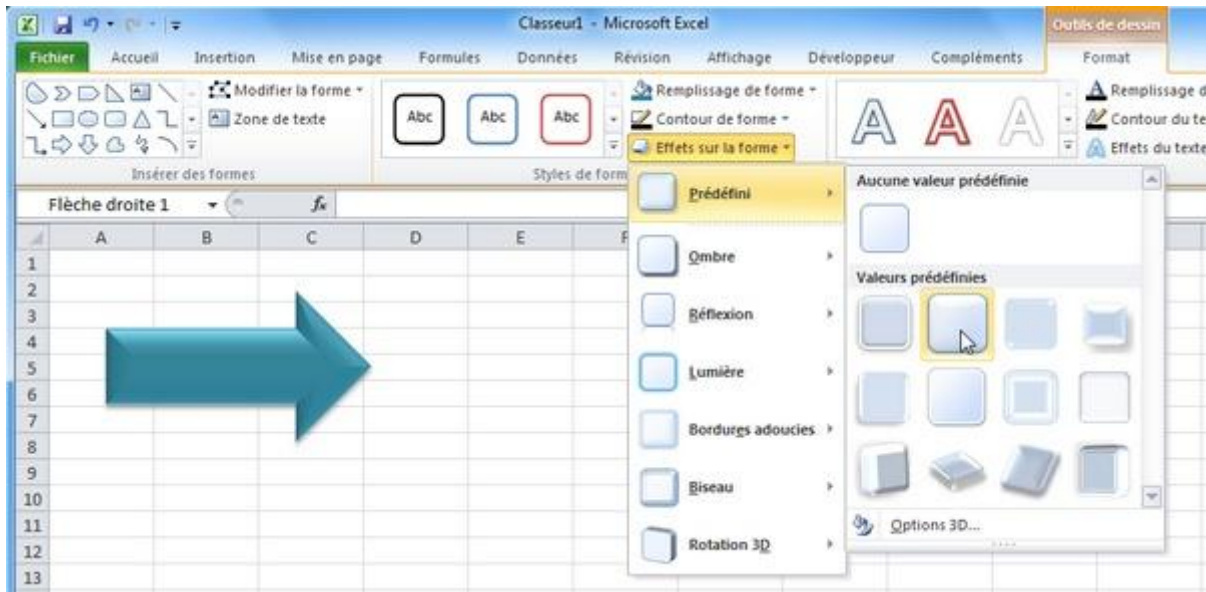 Classeur1 - Microsoft Excel
Outils de dessin
Fichier Accueil Insertion Mise en page Formules Données Révision Affichage Développeur Compléments Format
Modifier la forme
Zone de texte
Insérer des formes
Abc Abc Abc
Remplissage de forme
Contour de forme
Effets sur la forme
Styles de form
A A A
A Remplissage d
Contour du te
A Effets du texte
Flèche droite 1 fx
A B C D E F
1
2
3
4
5
6
7
8
9
10
11
12
13
Prédéfini
Ombre
Réflexion
Lumière
Bordures adoucies
Biseau
Rotation 3D
Aucune valeur prédéfinie
Valeurs prédéfinies
Options 3D...